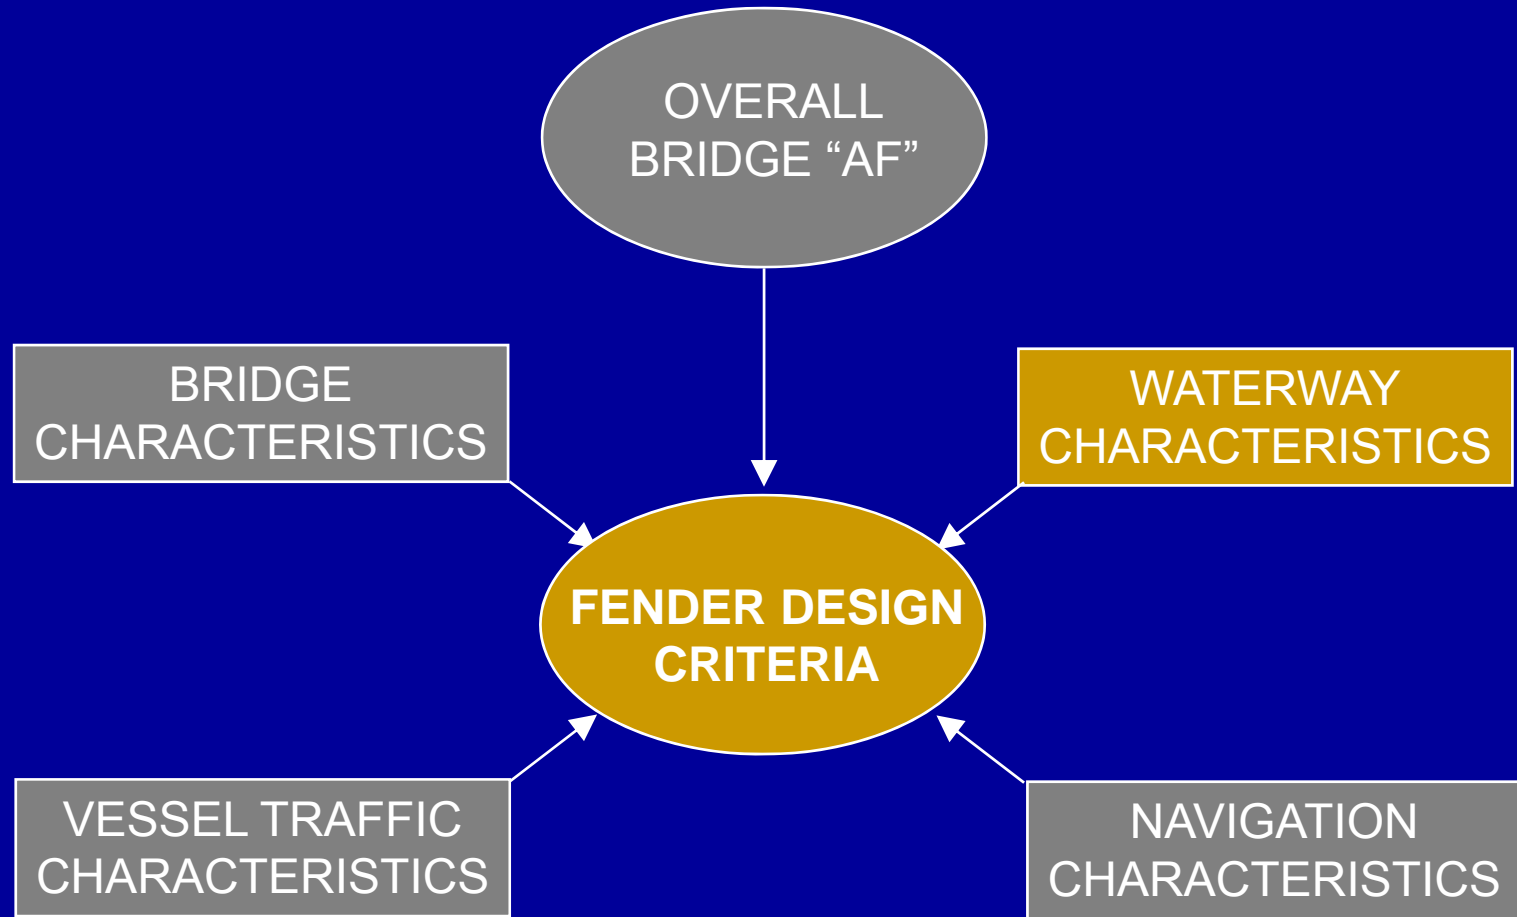 OVERALL
BRIDGE “AF”
BRIDGE
CHARACTERISTICS
WATERWAY
CHARACTERISTICS
FENDER DESIGN
CRITERIA
VESSEL TRAFFIC
CHARACTERISTICS
NAVIGATION
CHARACTERISTICS